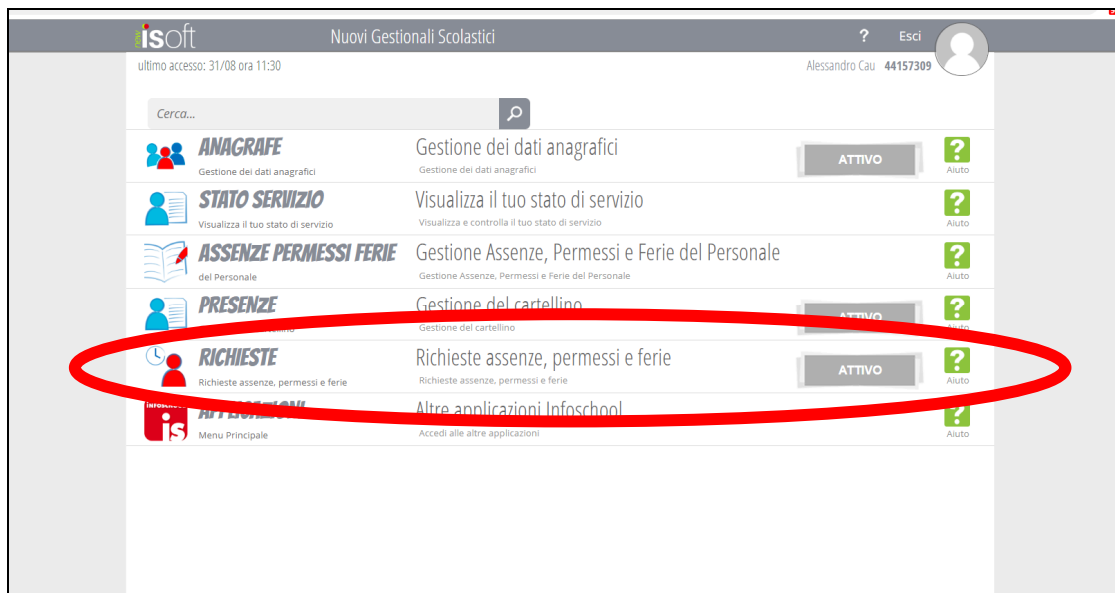 new isoft Nuovi Gestionali Scolastici ? Esci
ultimo accesso: 31/08 ora 11:30 Alessandro Cau 44157309
Cerca...
ANAGRAFE Gestione dei dati anagrafici ATTIVO ?
Gestione dei dati anagrafici Gestione dei dati anagrafici Aiuto
STATO SERVIZIO Visualizza il tuo stato di servizio ?
Visualizza il tuo stato di servizio Visualizza e controlla il tuo stato di servizio Aiuto
ASSENZE PERMESSI FERIE Gestione Assenze, Permessi e Ferie del Personale ?
del Personale Gestione Assenze, Permessi e Ferie del Personale Aiuto
PRESENZE Gestione del cartellino ATTIVO ?
Gestione del cartellino Aiuto
RICHIESTE Richieste assenze, permessi e ferie ATTIVO ?
Richieste assenze, permessi e ferie Richieste assenze, permessi e ferie Aiuto
is APPLICAZIONI Altre applicazioni Infoschool ?
Menu Principale Accedi alle altre applicazioni Aiuto